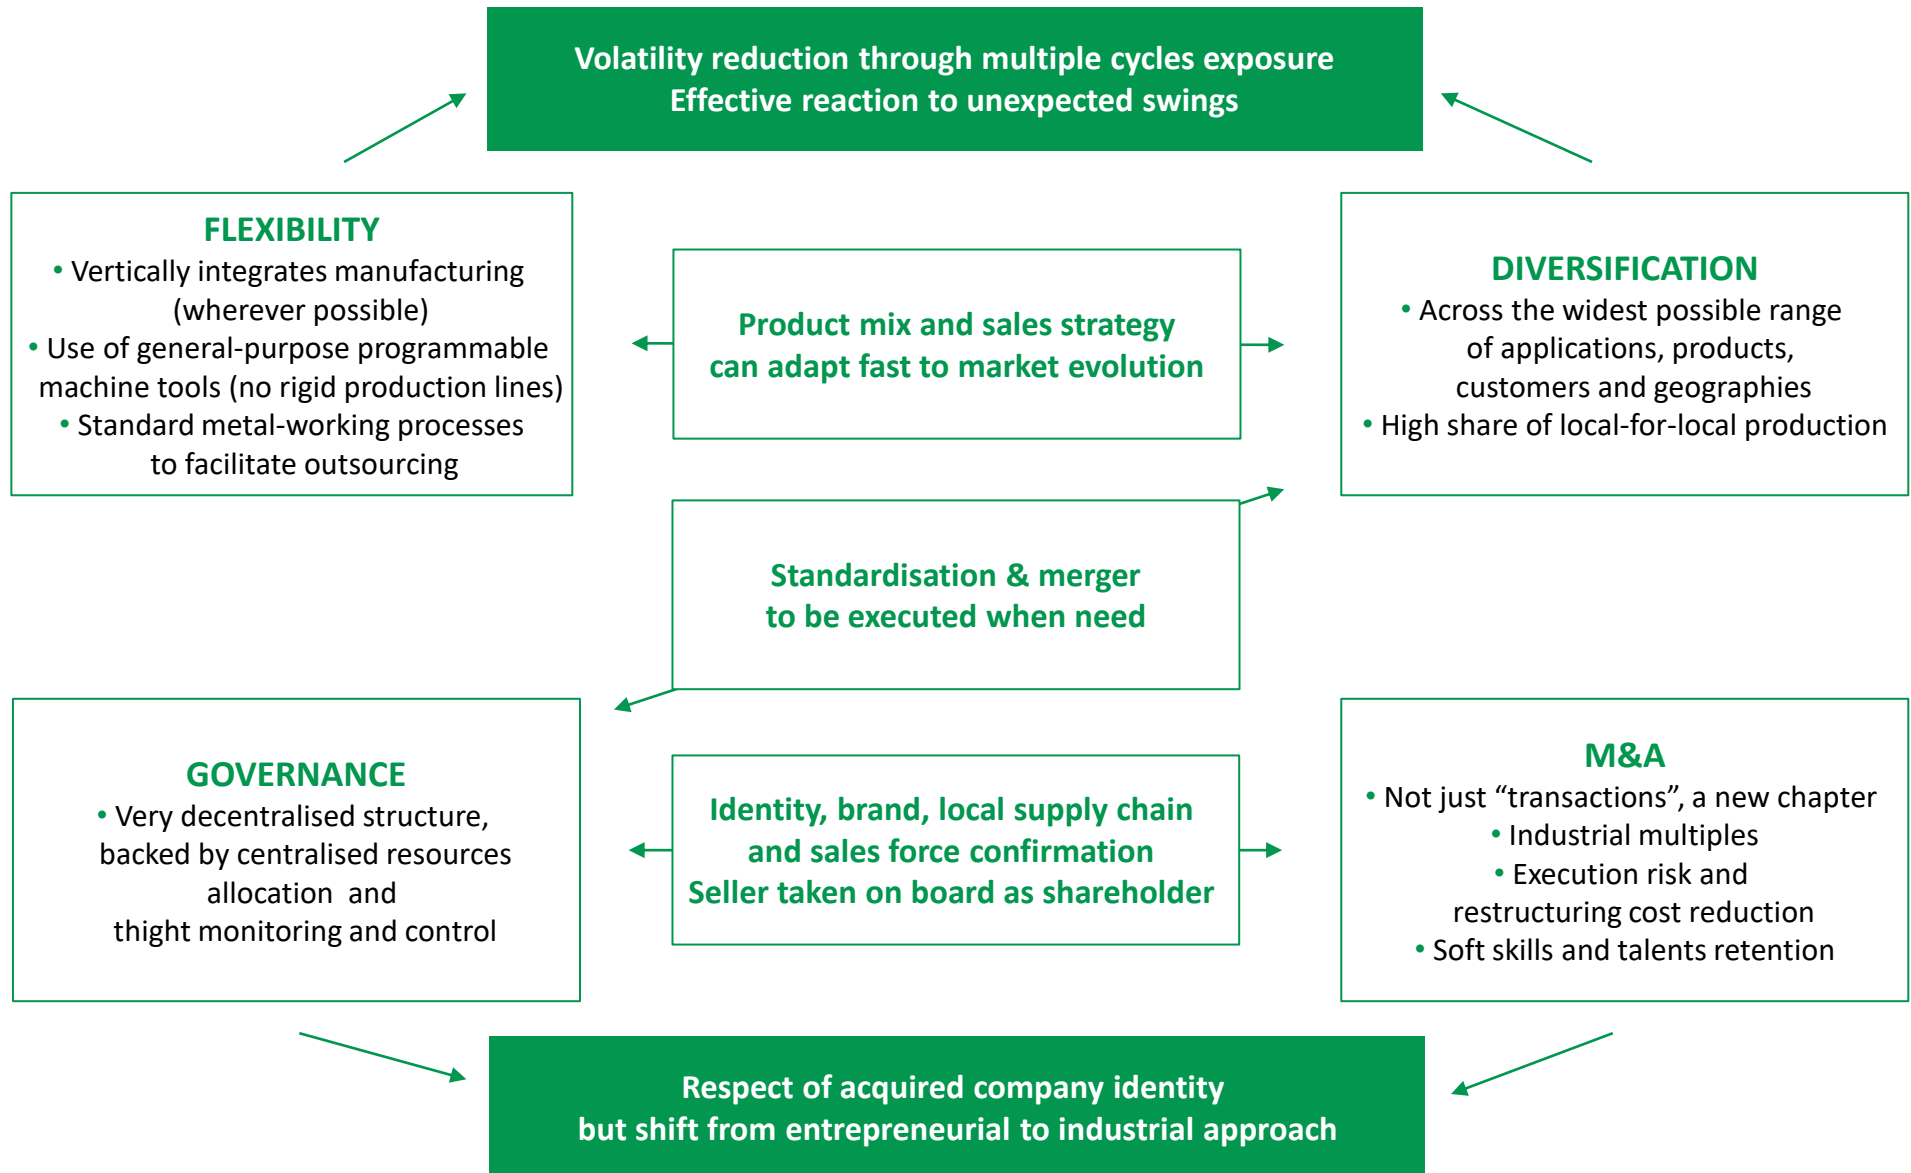 Volatility reduction through multiple cycles exposure
Effective reaction to unexpected swings
FLEXIBILITY
• Vertically integrates manufacturing
(wherever possible)
• Use of general-purpose programmable
machine tools (no rigid production lines)
• Standard metal-working processes
to facilitate outsourcing
Product mix and sales strategy
can adapt fast to market evolution
DIVERSIFICATION
• Across the widest possible range
of applications, products,
customers and geographies
• High share of local-for-local production
Standardisation & merger
to be executed when need
GOVERNANCE
• Very decentralised structure,
backed by centralised resources
allocation and
thight monitoring and control
Identity, brand, local supply chain
and sales force confirmation
Seller taken on board as shareholder
M&A
• Not just “transactions”, a new chapter
• Industrial multiples
• Execution risk and
restructuring cost reduction
• Soft skills and talents retention
Respect of acquired company identity
but shift from entrepreneurial to industrial approach